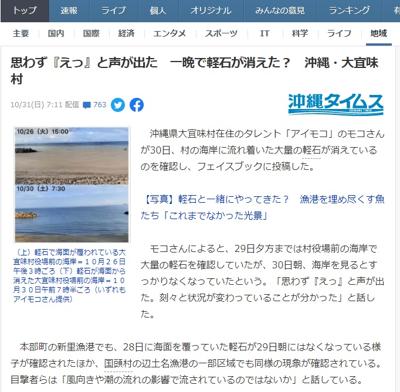 トップ 速報 ライブ 個人 オリジナル みんなの意見 ランキング 有料
主要 国内 国際 経済 エンタメ スポーツ IT 科学 ライフ 地域
思わず『えっ』と声が出た　一晩で軽石が消えた？　沖縄・大宜味
村
10/31(日) 7:11 配信 763
沖縄タイムス
10/26（火）15:00
10/30（土）7:30
（上）軽石で海面が覆われている大
宜味村役場前の海岸＝１０月２６日
午後３時ごろ（下）軽石が海面から
消えた大宜味村役場前の海岸＝１０
月３０日午前７時ごろ（いずれも
アイモコさん提供）
沖縄県大宜味村在住のタレント「アイモコ」のモコさ
んが30日、村の海岸に流れ着いた大量の軽石が消えている
のを確認し、フェイスブックに投稿した。
【写真】軽石と一緒にやってきた？　漁港を埋め尽くす魚
たち「これまでなかった光景」
モコさんによると、29日夕方までは村役場前の海岸で
大量の軽石を確認していたが、30日朝、海岸を見るとす
っかりなくなっていたという。「思わず『えっ』と声が出
た。刻々と状況が変わっていることが分かった」と話し
た。
本部町の新里漁港でも、28日に海面を覆っていた軽石が29日朝にはなくなっている様
子が確認されたほか、国頭村の辺土名漁港の一部区域でも同様の現象が確認されている。
目撃者らは「風向きや潮の流れの影響で流されているのではないか」と話している。